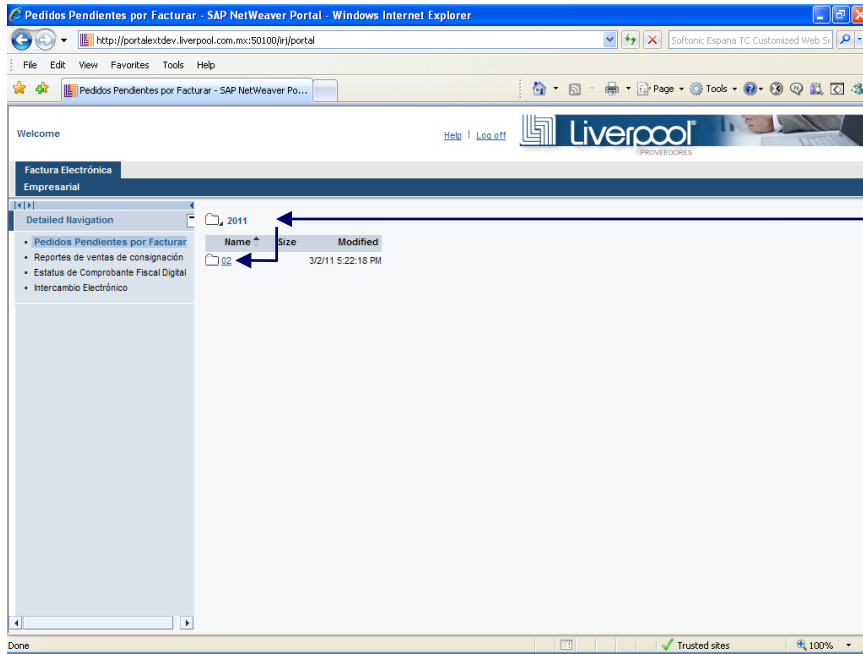 Pedidos Pendientes por Facturar - SAP NetWeaver Portal - Windows Internet Explorer
http://portalextdev.liverpool.com.mx:50100/irj/portal
Softonic Espana TC Customized Web Se
File Edit View Favorites Tools Help
Pedidos Pendientes por Facturar - SAP NetWeaver Po...
Page Tools
Welcome
Help | Log off
Liverpool
PROVEEDORES
Factura Electrónica
Empresarial
Detailed Navigation
2011
Pedidos Pendientes por Facturar
Name Size Modified
Reportes de ventas de consignación
02 3/2/11 5:22:18 PM
Estatus de Comprobante Fiscal Digital
Intercambio Electrónico
Done
Trusted sites
100%